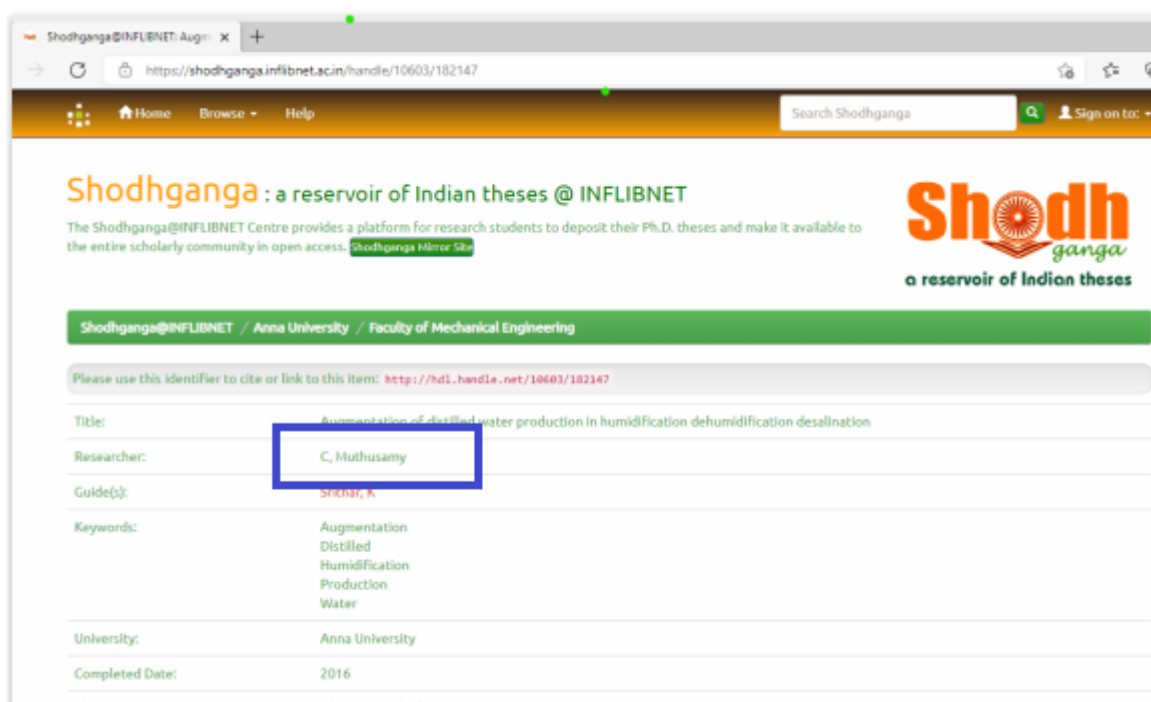 Shodhganga@INFLIBNET: Augm
https://shodhganga.inflibnet.ac.in/handle/10603/182147
Home Browse Help Search Shodhganga Sign on to:
Shodhganga : a reservoir of Indian theses @ INFLIBNET
The Shodhganga@INFLIBNET Centre provides a platform for research students to deposit their Ph.D. theses and make it available to
the entire scholarly community in open access. Shodhganga Mirror Site
Shodh
ganga
a reservoir of Indian theses
Shodhganga@INFLIBNET / Anna University / Faculty of Mechanical Engineering
Please use this identifier to cite or link to this item: http://hdl.handle.net/10603/182147
Title: Augmentation of distilled water production in humidification dehumidification desalination
Researcher: C, Muthusamy
Guide(s): Srithar, K
Keywords: Augmentation
Distilled
Humidification
Production
Water
University: Anna University
Completed Date: 2016